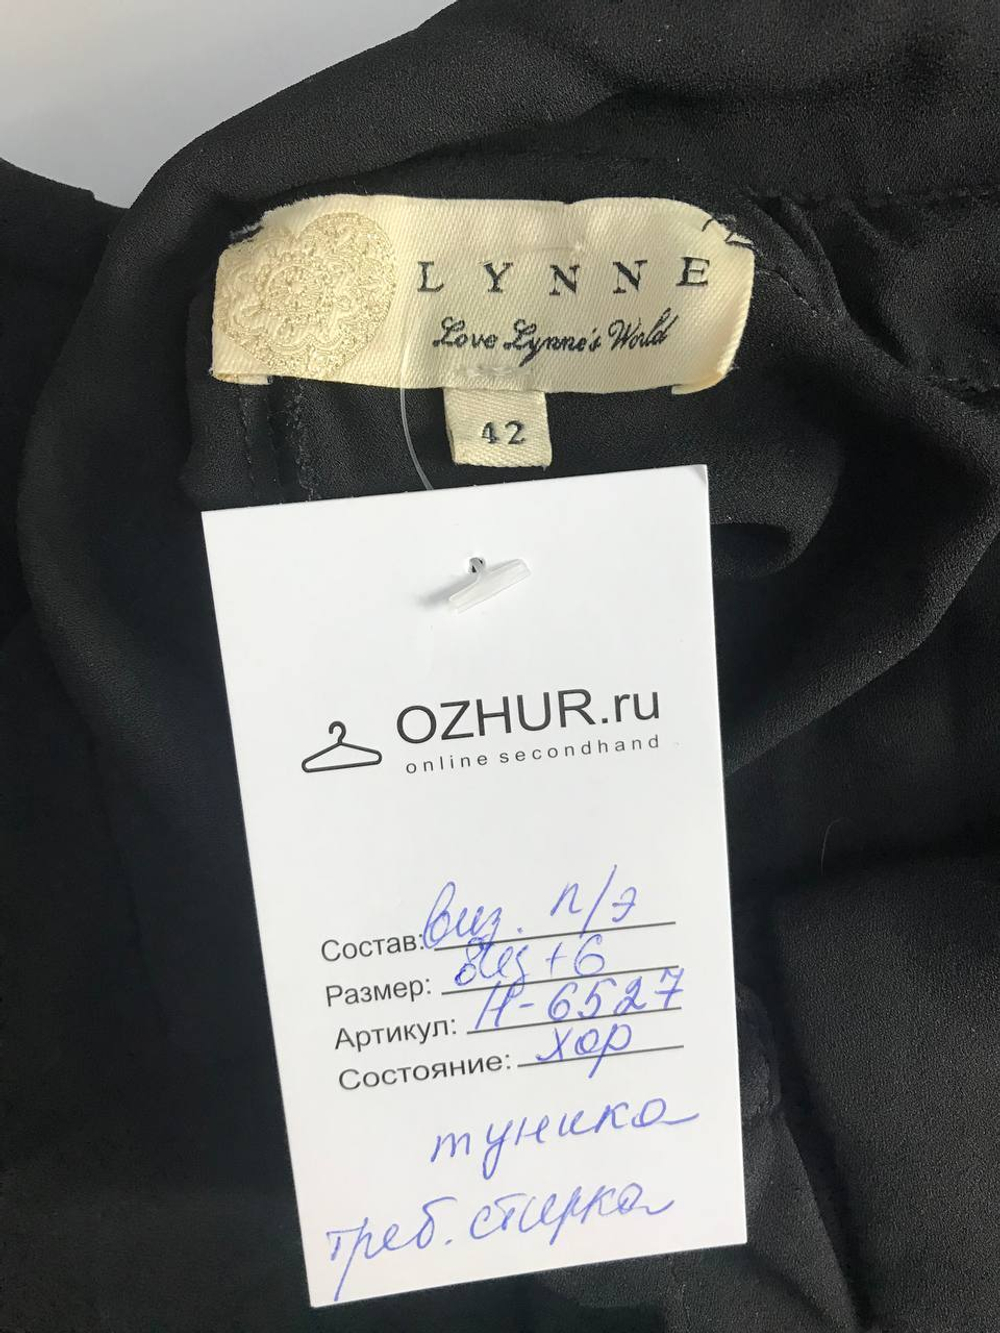 LYNNE
Love Lynne's World
42
OZHUR.ru
online secondhand
Состав: виз. п/э
Размер: +6
Артикул: Н-6527
Состояние: хор
туника
треб. стирка